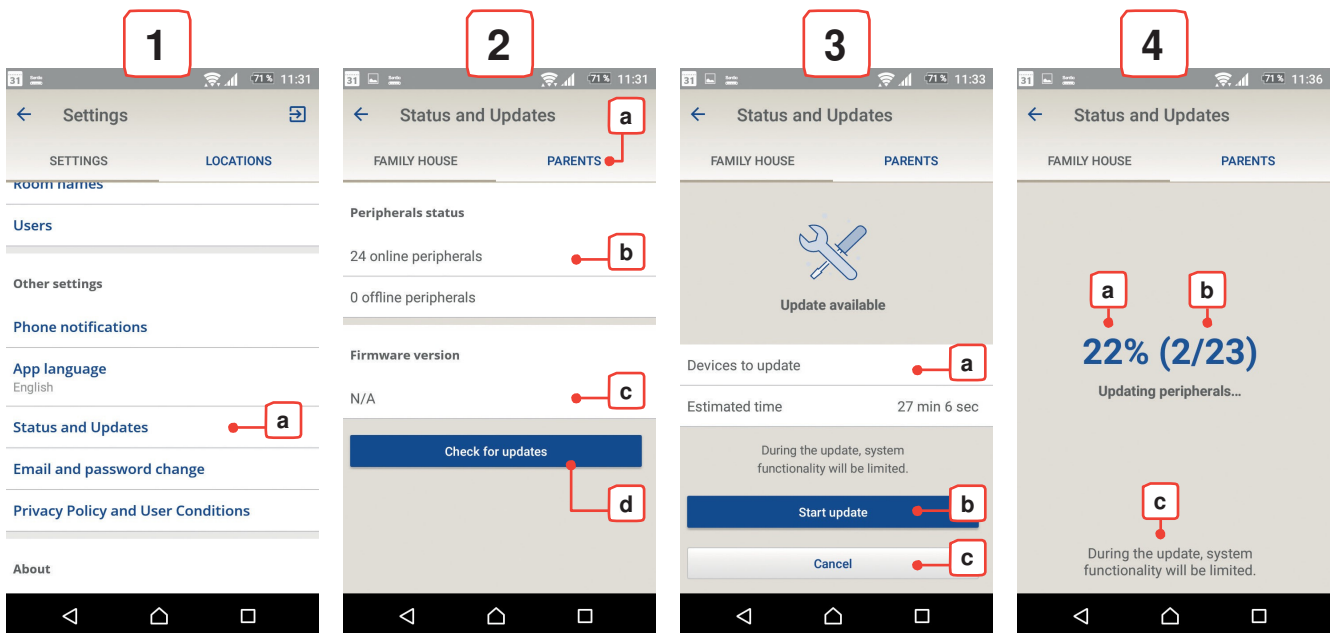 1
31 71% 11:31
Settings
SETTINGS LOCATIONS
Room names
Users
Other settings
Phone notifications
App language
English
Status and Updates a
Email and password change
Privacy Policy and User Conditions
About
2
31 71% 11:31
Status and Updates a
FAMILY HOUSE PARENTS
Peripherals status
24 online peripherals b
0 offline peripherals
Firmware version
N/A c
Check for updates
d
3
31 71% 11:33
Status and Updates
FAMILY HOUSE PARENTS
Update available
Devices to update a
Estimated time 27 min 6 sec
During the update, system
functionality will be limited.
Start update b
Cancel c
4
31 71% 11:36
Status and Updates
FAMILY HOUSE PARENTS
a b
22% (2/23)
Updating peripherals...
c
During the update, system
functionality will be limited.